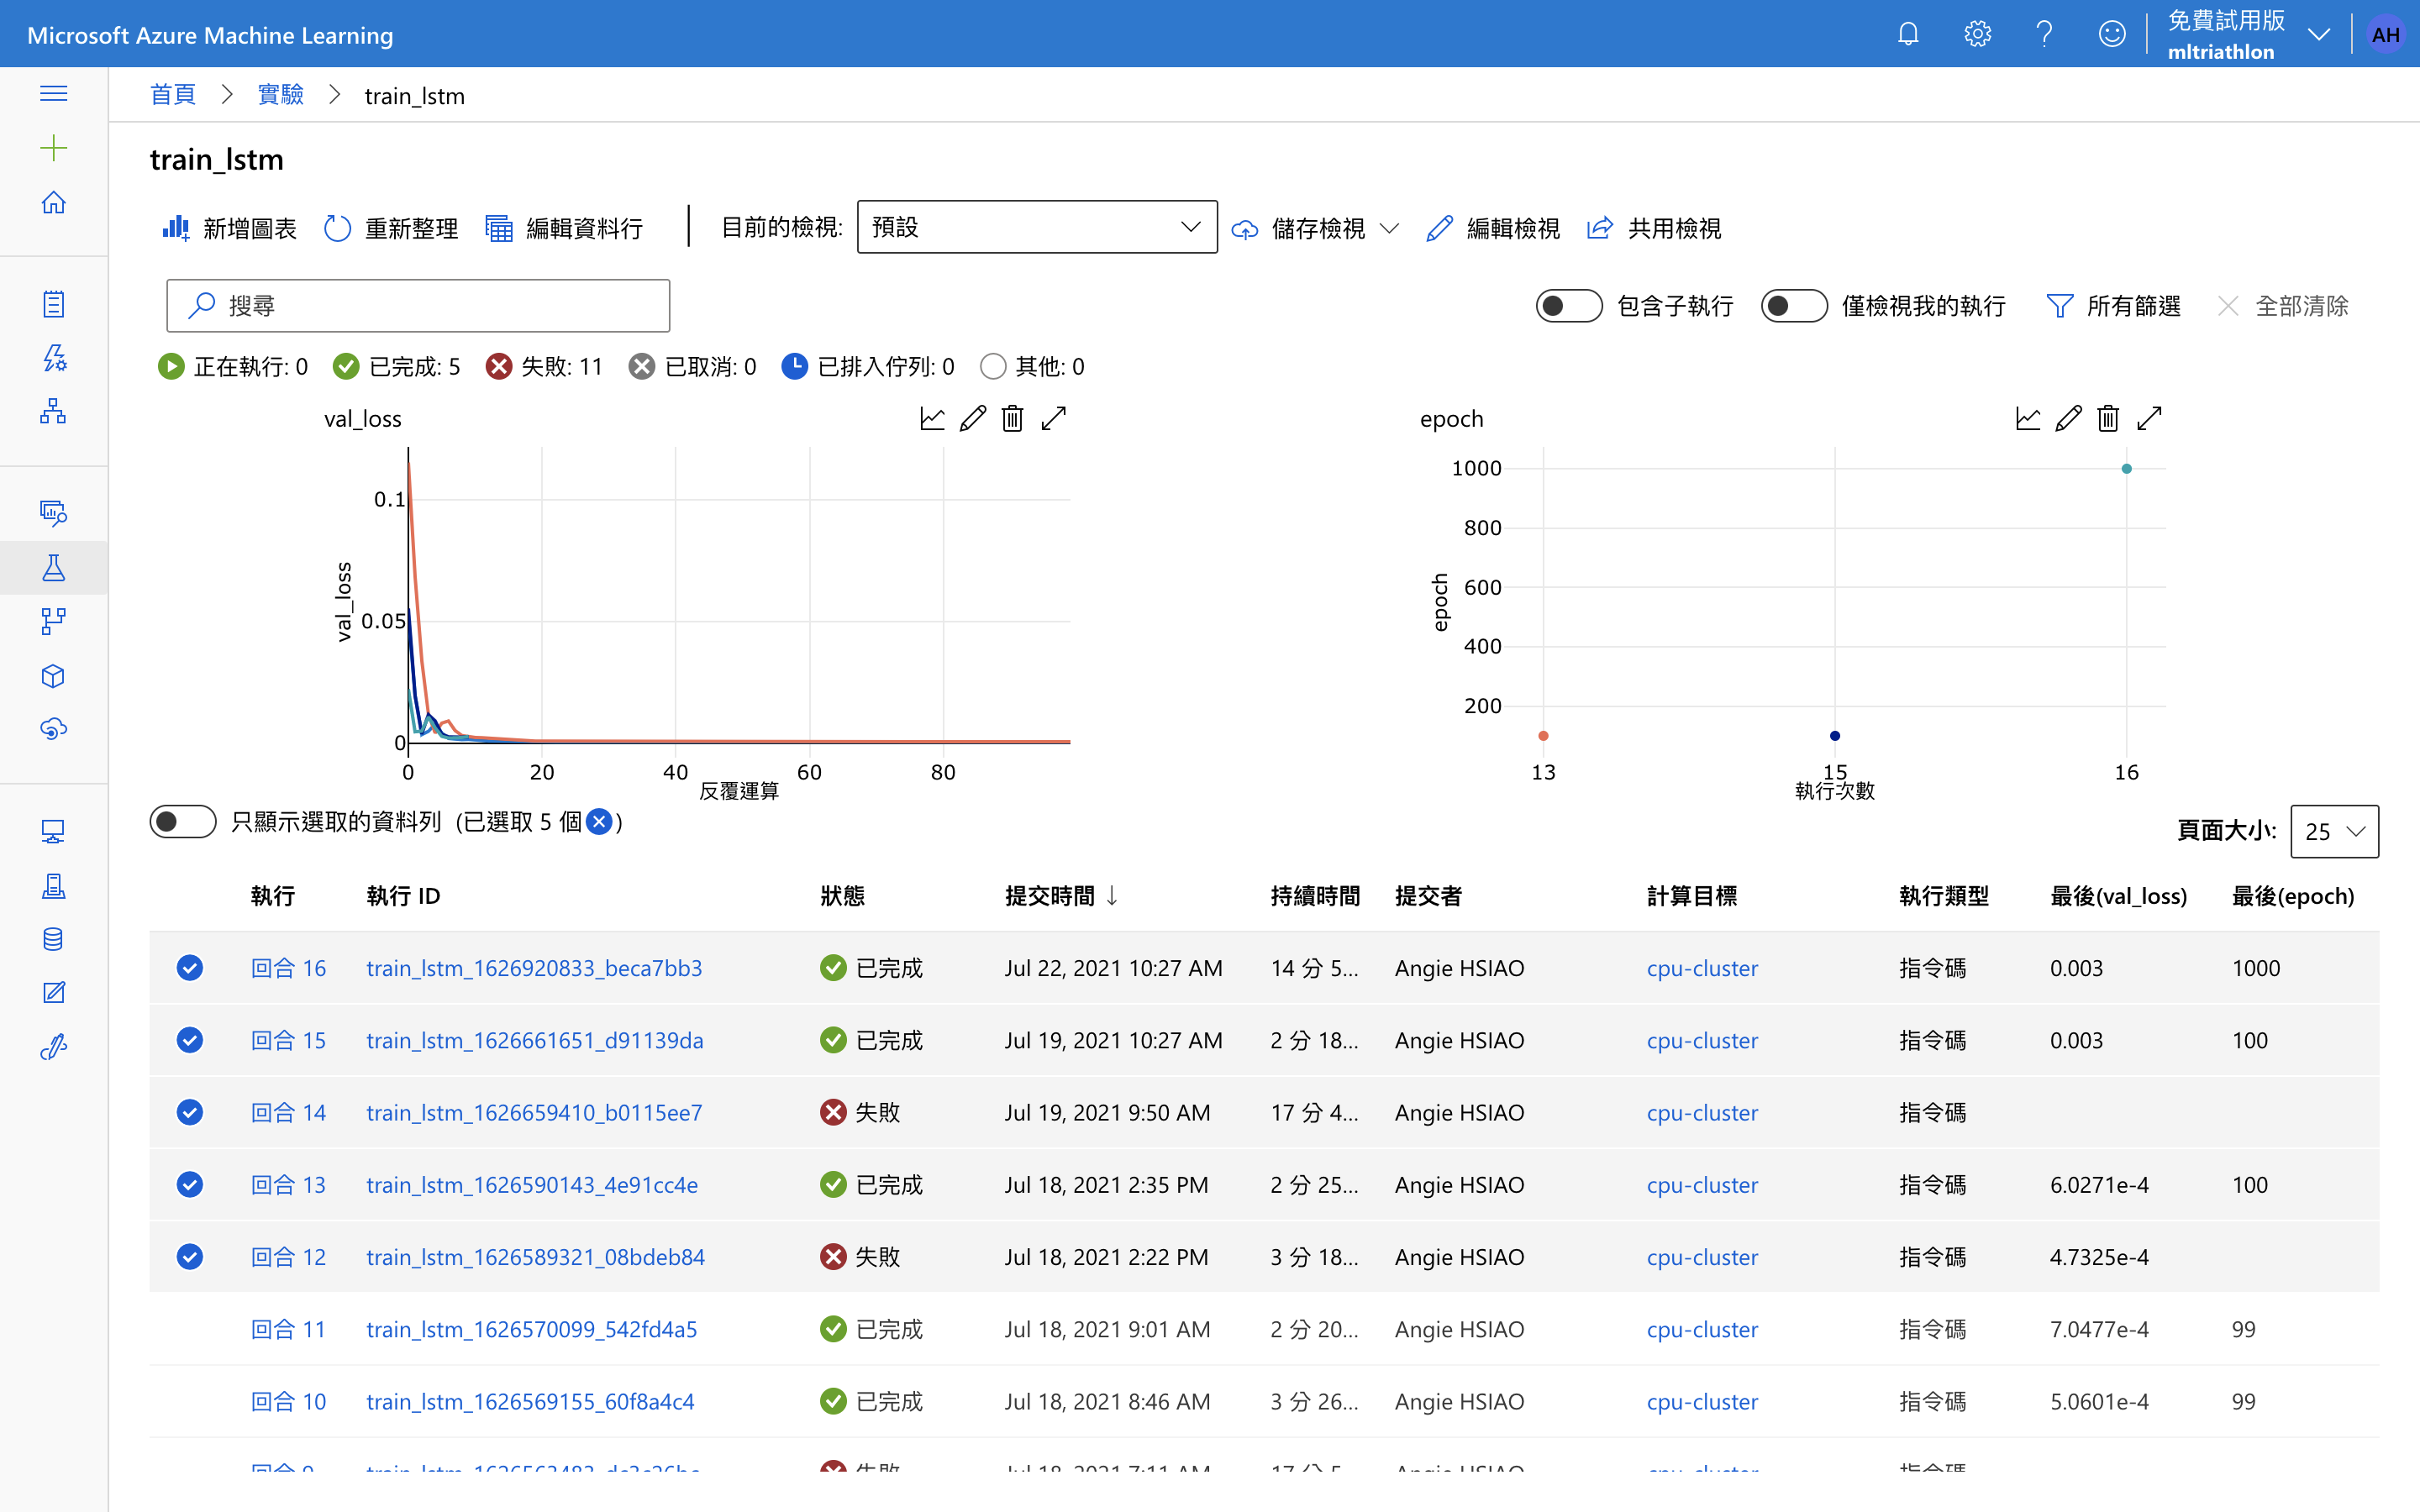 Microsoft Azure Machine Learning
免費試用版
mltriathlon
AH
首頁 > 實驗 > train_lstm
train_lstm
新增圖表 重新整理 編輯資料行 目前的檢視: 預設 儲存檢視 編輯檢視 共用檢視
搜尋 包含子執行 僅檢視我的執行 所有篩選 全部清除
正在執行: 0 已完成: 5 失敗: 11 已取消: 0 已排入佇列: 0 其他: 0
val_loss
0.1
0.05
0
val_loss
0 20 40 60 80
反覆運算
epoch
1000
800
600
400
200
epoch
13 15 16
執行次數
只顯示選取的資料列 (已選取 5 個 )
頁面大小: 25
執行 執行 ID 狀態 提交時間 ↓ 持續時間 提交者 計算目標 執行類型 最後(val_loss) 最後(epoch)
回合 16 train_lstm_1626920833_beca7bb3 已完成 Jul 22, 2021 10:27 AM 14 分 5... Angie HSIAO cpu-cluster 指令碼 0.003 1000
回合 15 train_lstm_1626661651_d91139da 已完成 Jul 19, 2021 10:27 AM 2 分 18... Angie HSIAO cpu-cluster 指令碼 0.003 100
回合 14 train_lstm_1626659410_b0115ee7 失敗 Jul 19, 2021 9:50 AM 17 分 4... Angie HSIAO cpu-cluster 指令碼
回合 13 train_lstm_1626590143_4e91cc4e 已完成 Jul 18, 2021 2:35 PM 2 分 25... Angie HSIAO cpu-cluster 指令碼 6.0271e-4 100
回合 12 train_lstm_1626589321_08bdeb84 失敗 Jul 18, 2021 2:22 PM 3 分 18... Angie HSIAO cpu-cluster 指令碼 4.7325e-4
回合 11 train_lstm_1626570099_542fd4a5 已完成 Jul 18, 2021 9:01 AM 2 分 20... Angie HSIAO cpu-cluster 指令碼 7.0477e-4 99
回合 10 train_lstm_1626569155_60f8a4c4 已完成 Jul 18, 2021 8:46 AM 3 分 26... Angie HSIAO cpu-cluster 指令碼 5.0601e-4 99